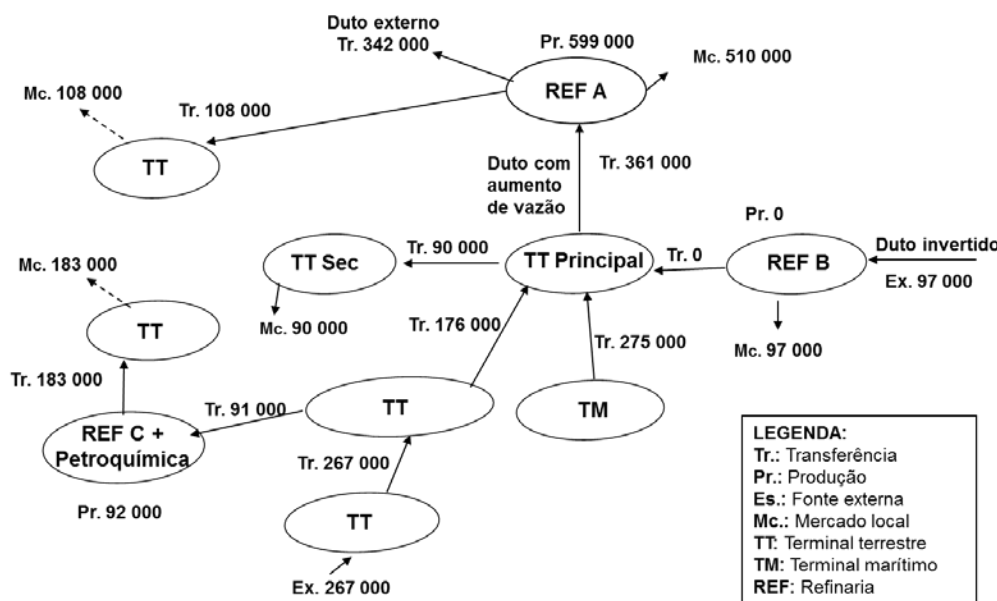 Duto externo
Tr. 342 000
Pr. 599 000
Mc. 510 000
REF A
Mc. 108 000
Tr. 108 000
TT
Duto com
aumento
de vazão
Tr. 361 000
Pr. 0
Tr. 90 000
TT Sec
TT Principal
Tr. 0
REF B
Duto invertido
Ex. 97 000
Mc. 183 000
TT
Mc. 90 000
Tr. 176 000
Tr. 275 000
Mc. 97 000
Tr. 183 000
Tr. 91 000
TT
TM
REF C +
Petroquímica
Tr. 267 000
Pr. 92 000
TT
Ex. 267 000
LEGENDA:
Tr.: Transferência
Pr.: Produção
Es.: Fonte externa
Mc.: Mercado local
TT: Terminal terrestre
TM: Terminal marítimo
REF: Refinaria